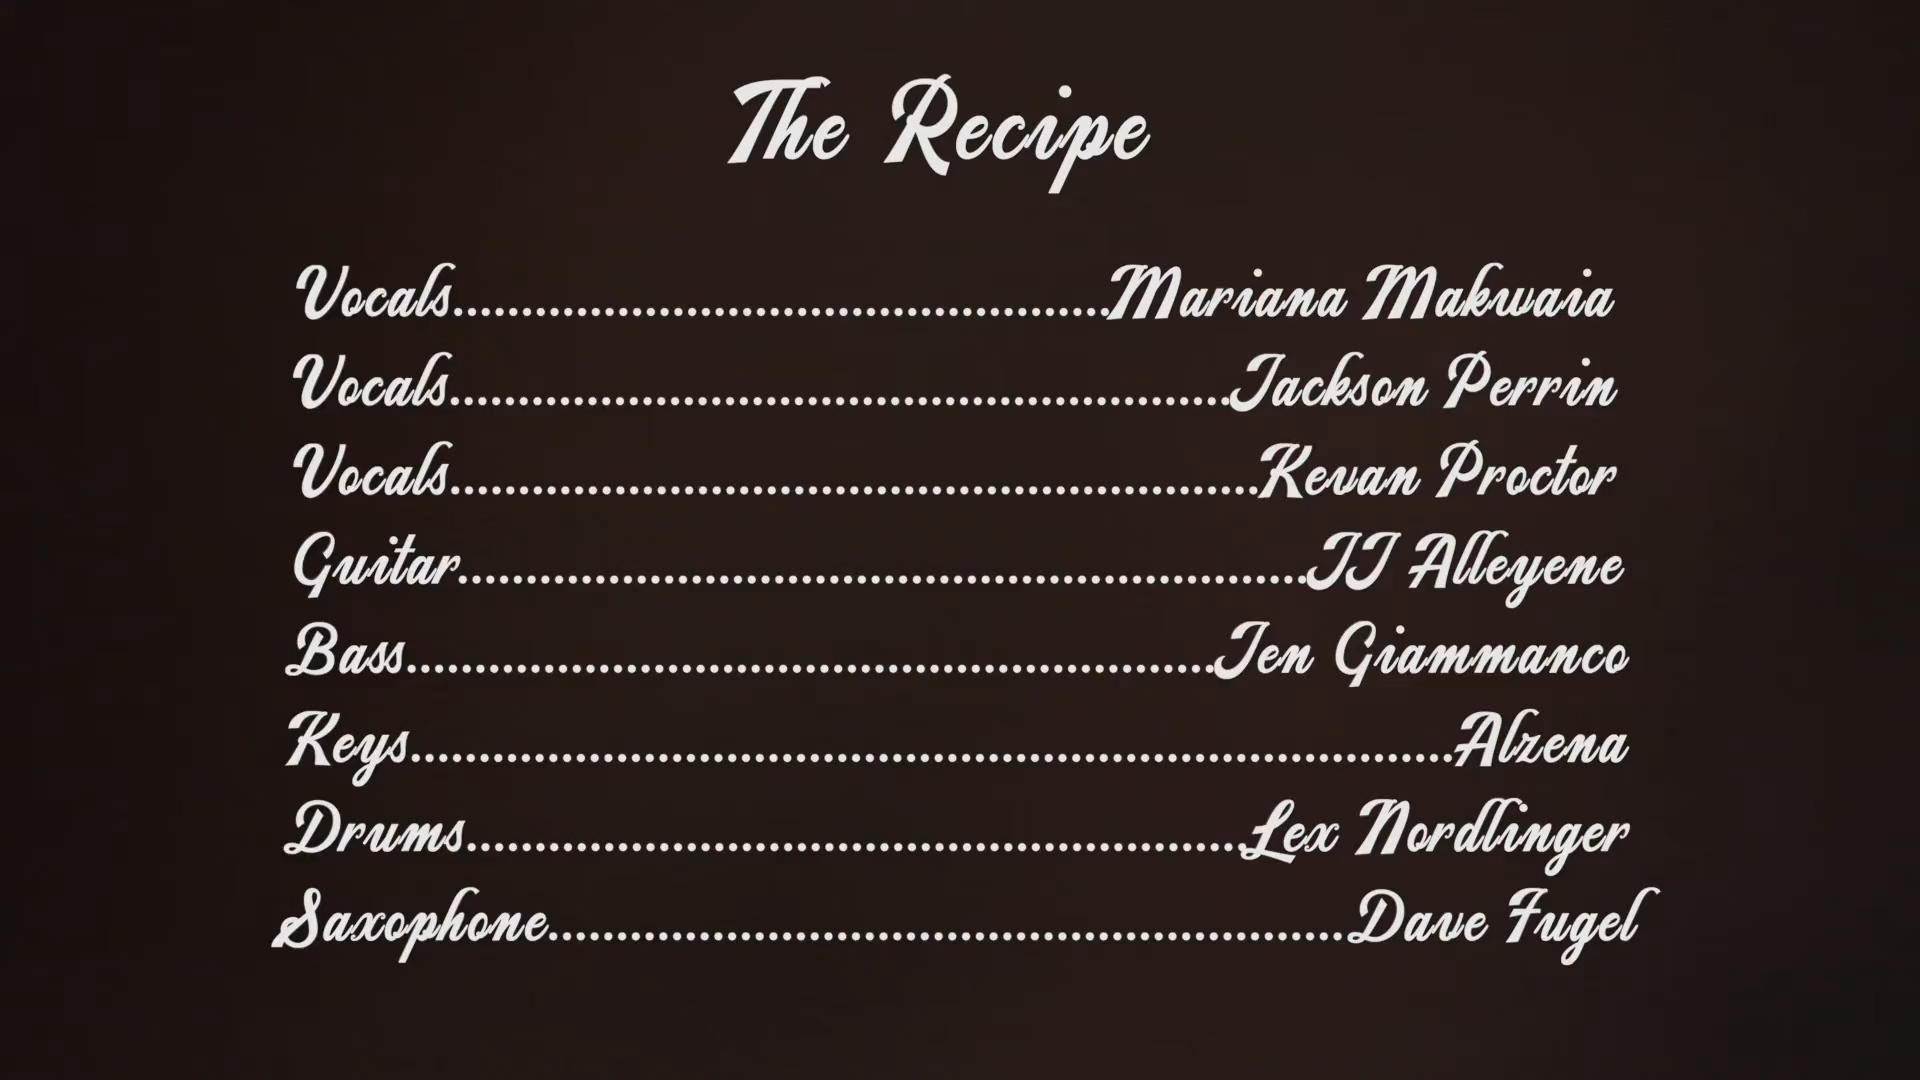 The Recipe
Vocals................................................Mariana Makwaia
Vocals.........................................................Jackson Perrin
Vocals...........................................................Kevan Proctor
Guitar..............................................................JJ Alleyene
Bass...........................................................Jen Giammanco
Keys............................................................................Alzena
Drums.........................................................Lex Nordlinger
Saxophone..........................................................Dave Fugel